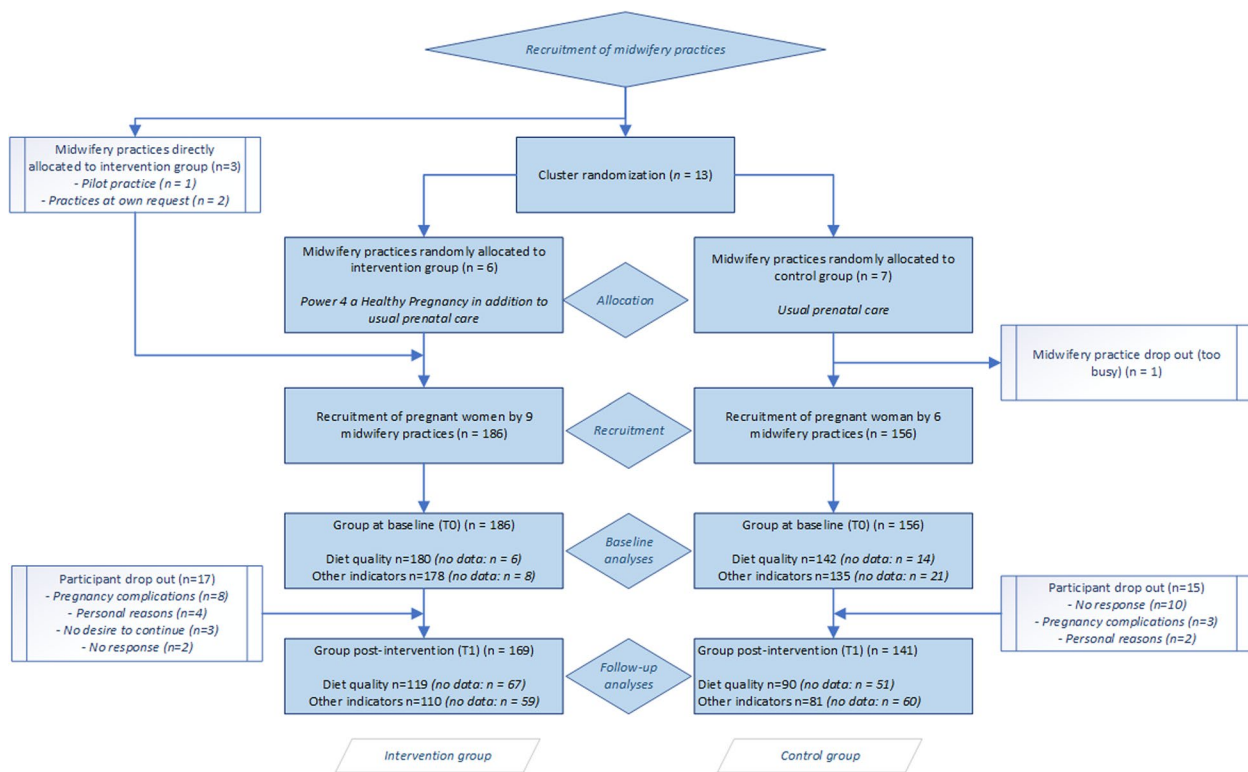 Recruitment of midwifery practices
Midwifery practices directly
allocated to intervention group (n=3)
- Pilot practice (n = 1)
- Practices at own request (n = 2)
Cluster randomization (n = 13)
Midwifery practices randomly allocated to
intervention group (n = 6)
Power 4 a Healthy Pregnancy in addition to
usual prenatal care
Allocation
Midwifery practices randomly allocated to
control group (n = 7)
Usual prenatal care
Midwifery practice drop out (too
busy) (n = 1)
Recruitment of pregnant women by 9
midwifery practices (n = 186)
Recruitment
Recruitment of pregnant woman by 6
midwifery practices (n = 156)
Group at baseline (T0) (n = 186)
Diet quality n=180 (no data: n = 6)
Other indicators n=178 (no data: n = 8)
Baseline
analyses
Group at baseline (T0) (n = 156)
Diet quality n=142 (no data: n = 14)
Other indicators n=135 (no data: n = 21)
Participant drop out (n=17)
- Pregnancy complications (n=8)
- Personal reasons (n=4)
- No desire to continue (n=3)
- No response (n=2)
Participant drop out (n=15)
- No response (n=10)
- Pregnancy complications (n=3)
- Personal reasons (n=2)
Group post-intervention (T1) (n = 169)
Diet quality n=119 (no data: n = 67)
Other indicators n=110 (no data: n = 59)
Follow-up
analyses
Group post-intervention (T1) (n = 141)
Diet quality n=90 (no data: n = 51)
Other indicators n=81 (no data: n = 60)
Intervention group
Control group